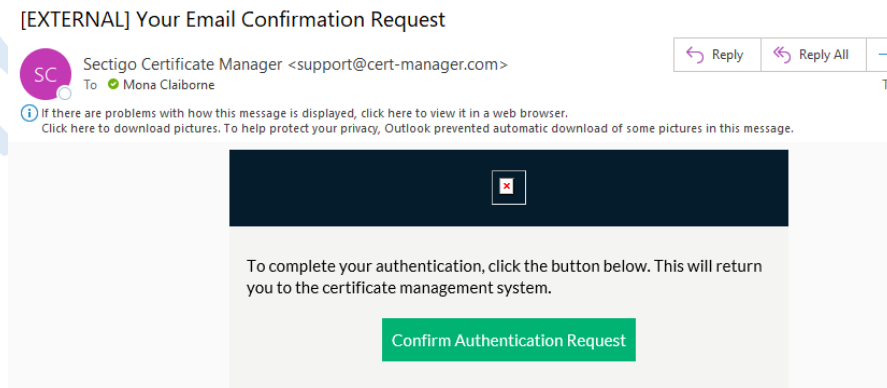 [EXTERNAL] Your Email Confirmation Request
SC
Sectigo Certificate Manager <support@cert-manager.com>
Reply
Reply All
To Mona Claiborne
If there are problems with how this message is displayed, click here to view it in a web browser.
Click here to download pictures. To help protect your privacy, Outlook prevented automatic download of some pictures in this message.
To complete your authentication, click the button below. This will return
you to the certificate management system.
Confirm Authentication Request